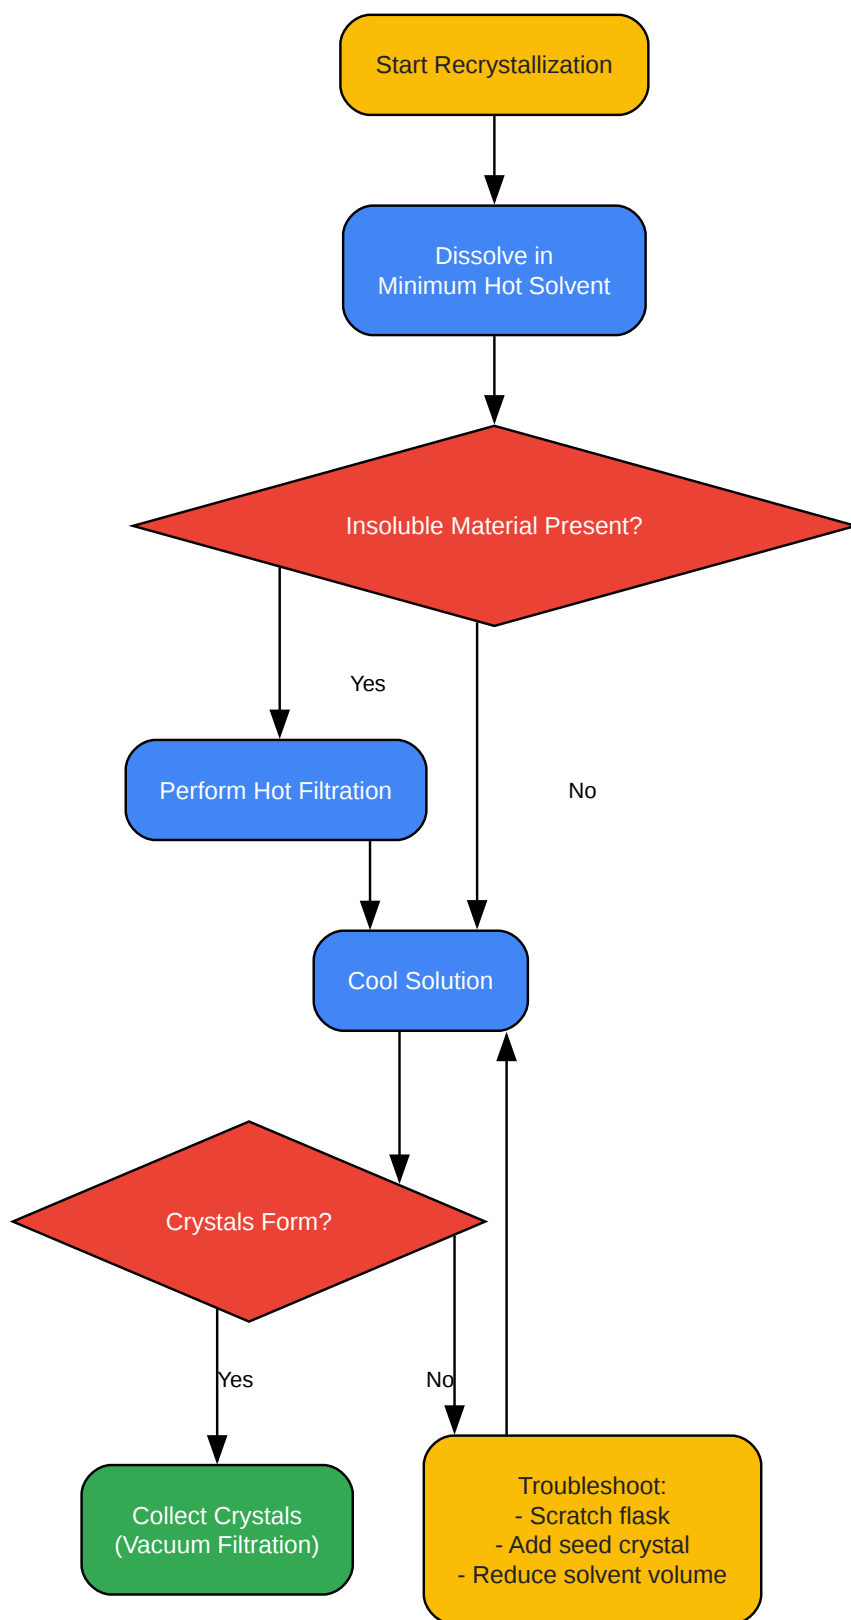 Start Recrystallization
Dissolve in
Minimum Hot Solvent
Insoluble Material Present?
Yes
Perform Hot Filtration
No
Cool Solution
Crystals Form?
Yes
No
Collect Crystals
(Vacuum Filtration)
Troubleshoot:
- Scratch flask
- Add seed crystal
- Reduce solvent volume